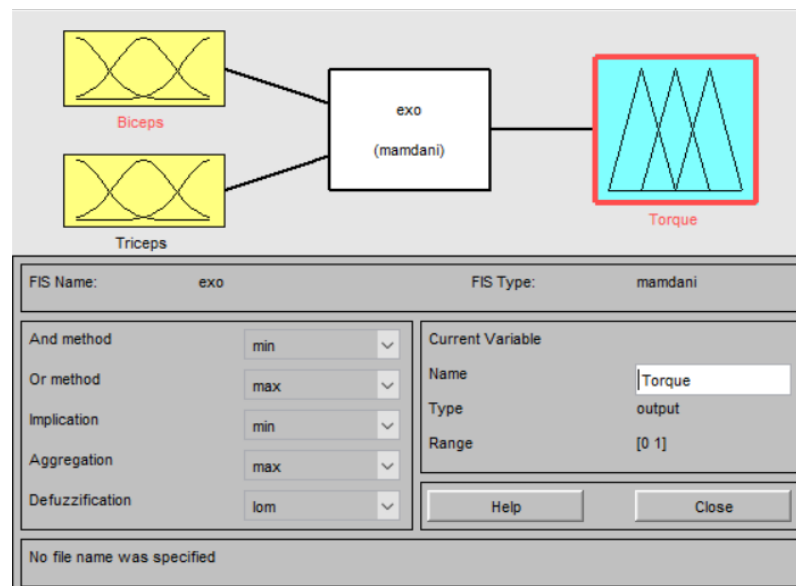 Biceps
exo
(mamdani)
Triceps
Torque
FIS Name: exo FIS Type: mamdani
And method min
Or method max
Implication min
Aggregation max
Defuzzification lom
Current Variable
Name Torque
Type output
Range [0 1]
Help Close
No file name was specified